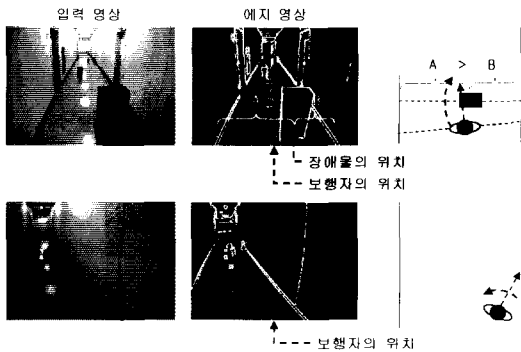 입력 영상
에지 영상
A > B
장애물의 위치
보행자의 위치
보행자의 위치